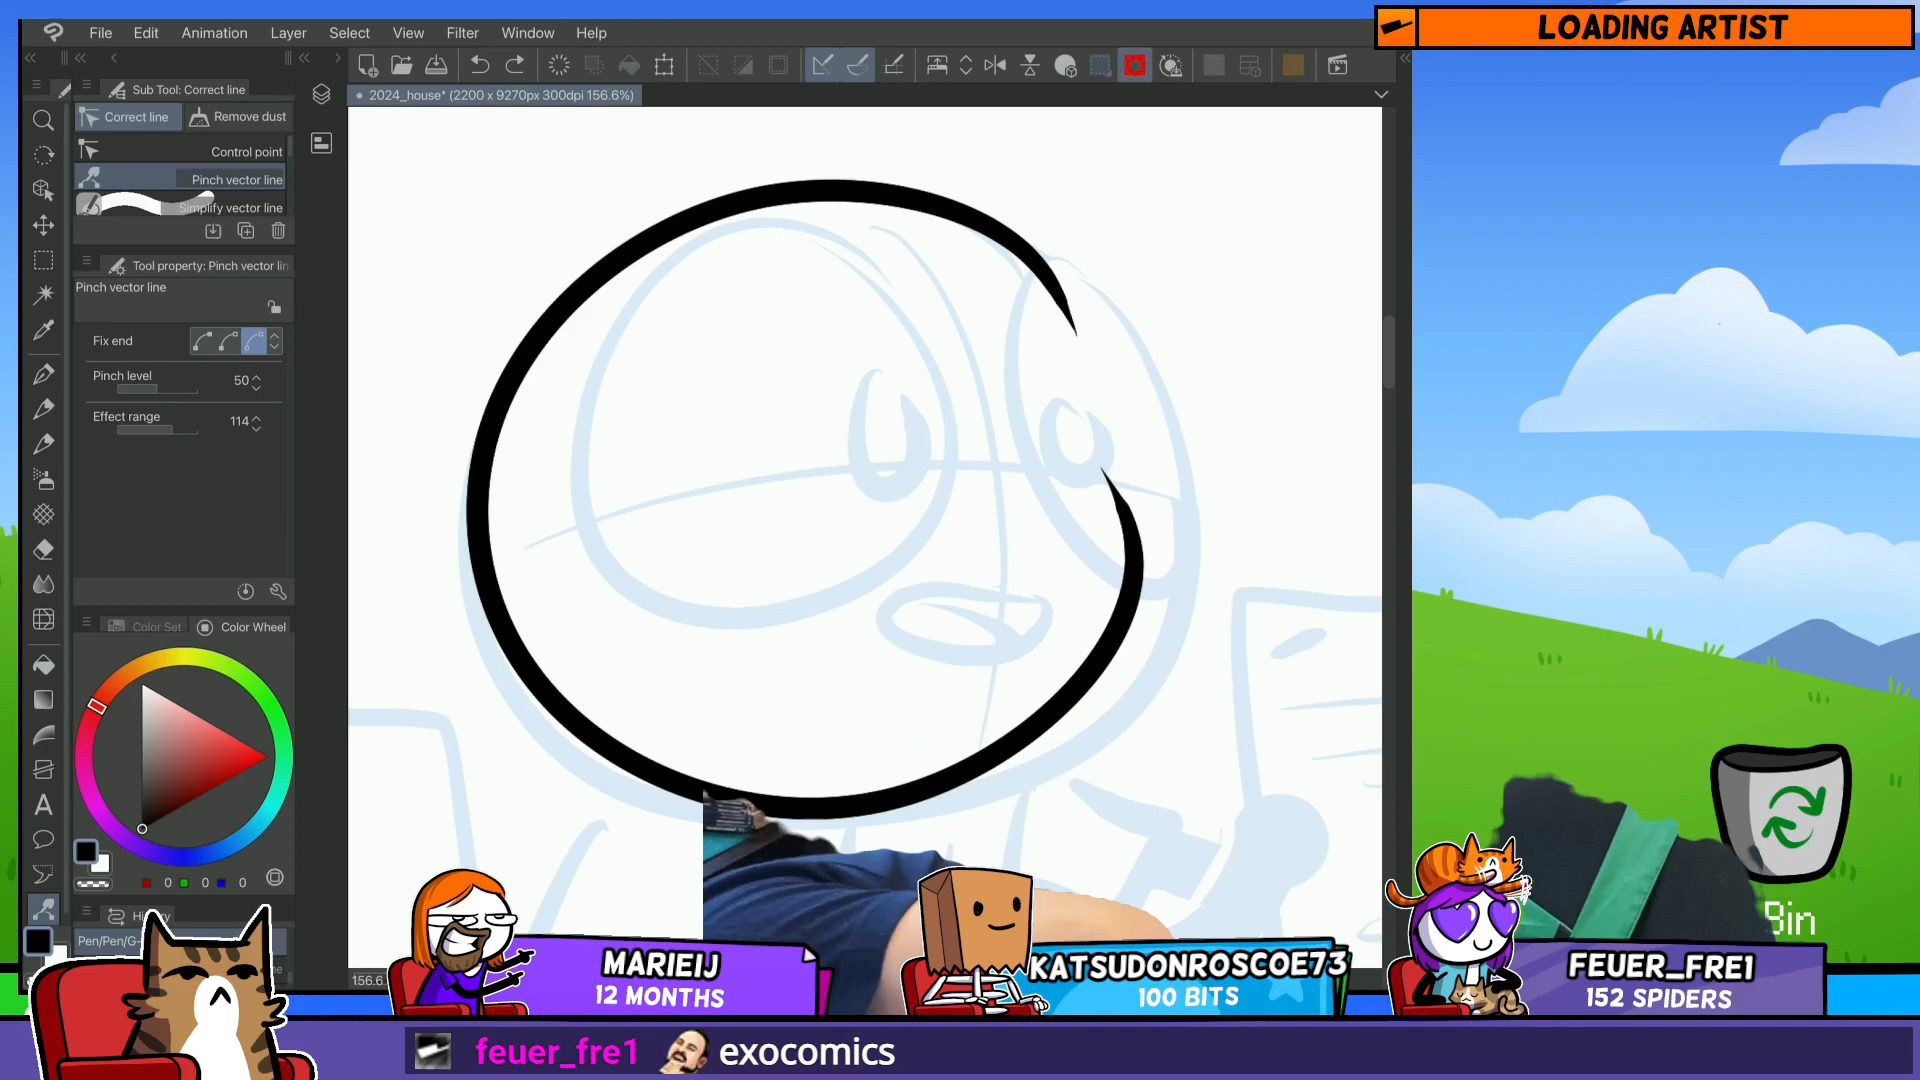 LOADING ARTIST
File Edit Animation Layer Select View Filter Window Help
Sub Tool: Correct line
2024_house* (2200 x 9270px 300dpi 156.6%)
Correct line Remove dust
Control point
Pinch vector line
Simplify vector line
Tool property: Pinch vector lin
Pinch vector line
Fix end
Pinch level 50
Effect range 114
Color Set Color Wheel
0 0 0
Pen/Pen/G-
156.6
Bin
MARIEIJ
12 MONTHS
KATSUDONROSCOE73
100 BITS
FEUER_FRE1
152 SPIDERS
feuer_fre1 exocomics